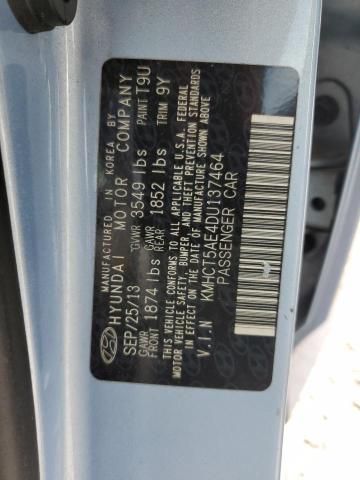 HYUNDAI MOTOR COMPANY
MADE IN KOREA BY
SEP/25/13 GVWR 3549 lbs PAINT T9U
GAWR FRONT 1874 lbs GAWR REAR 1852 lbs TRIM 9Y
THIS VEHICLE CONFORMS TO ALL APPLICABLE U.S.A. FEDERAL
MOTOR VEHICLE SAFETY, BUMPER, AND THEFT PREVENTION STANDARDS
IN EFFECT ON THE DATE OF MANUFACTURE SHOWN ABOVE
V.I.N KMHCT5AE4DU137464
PASSENGER CAR